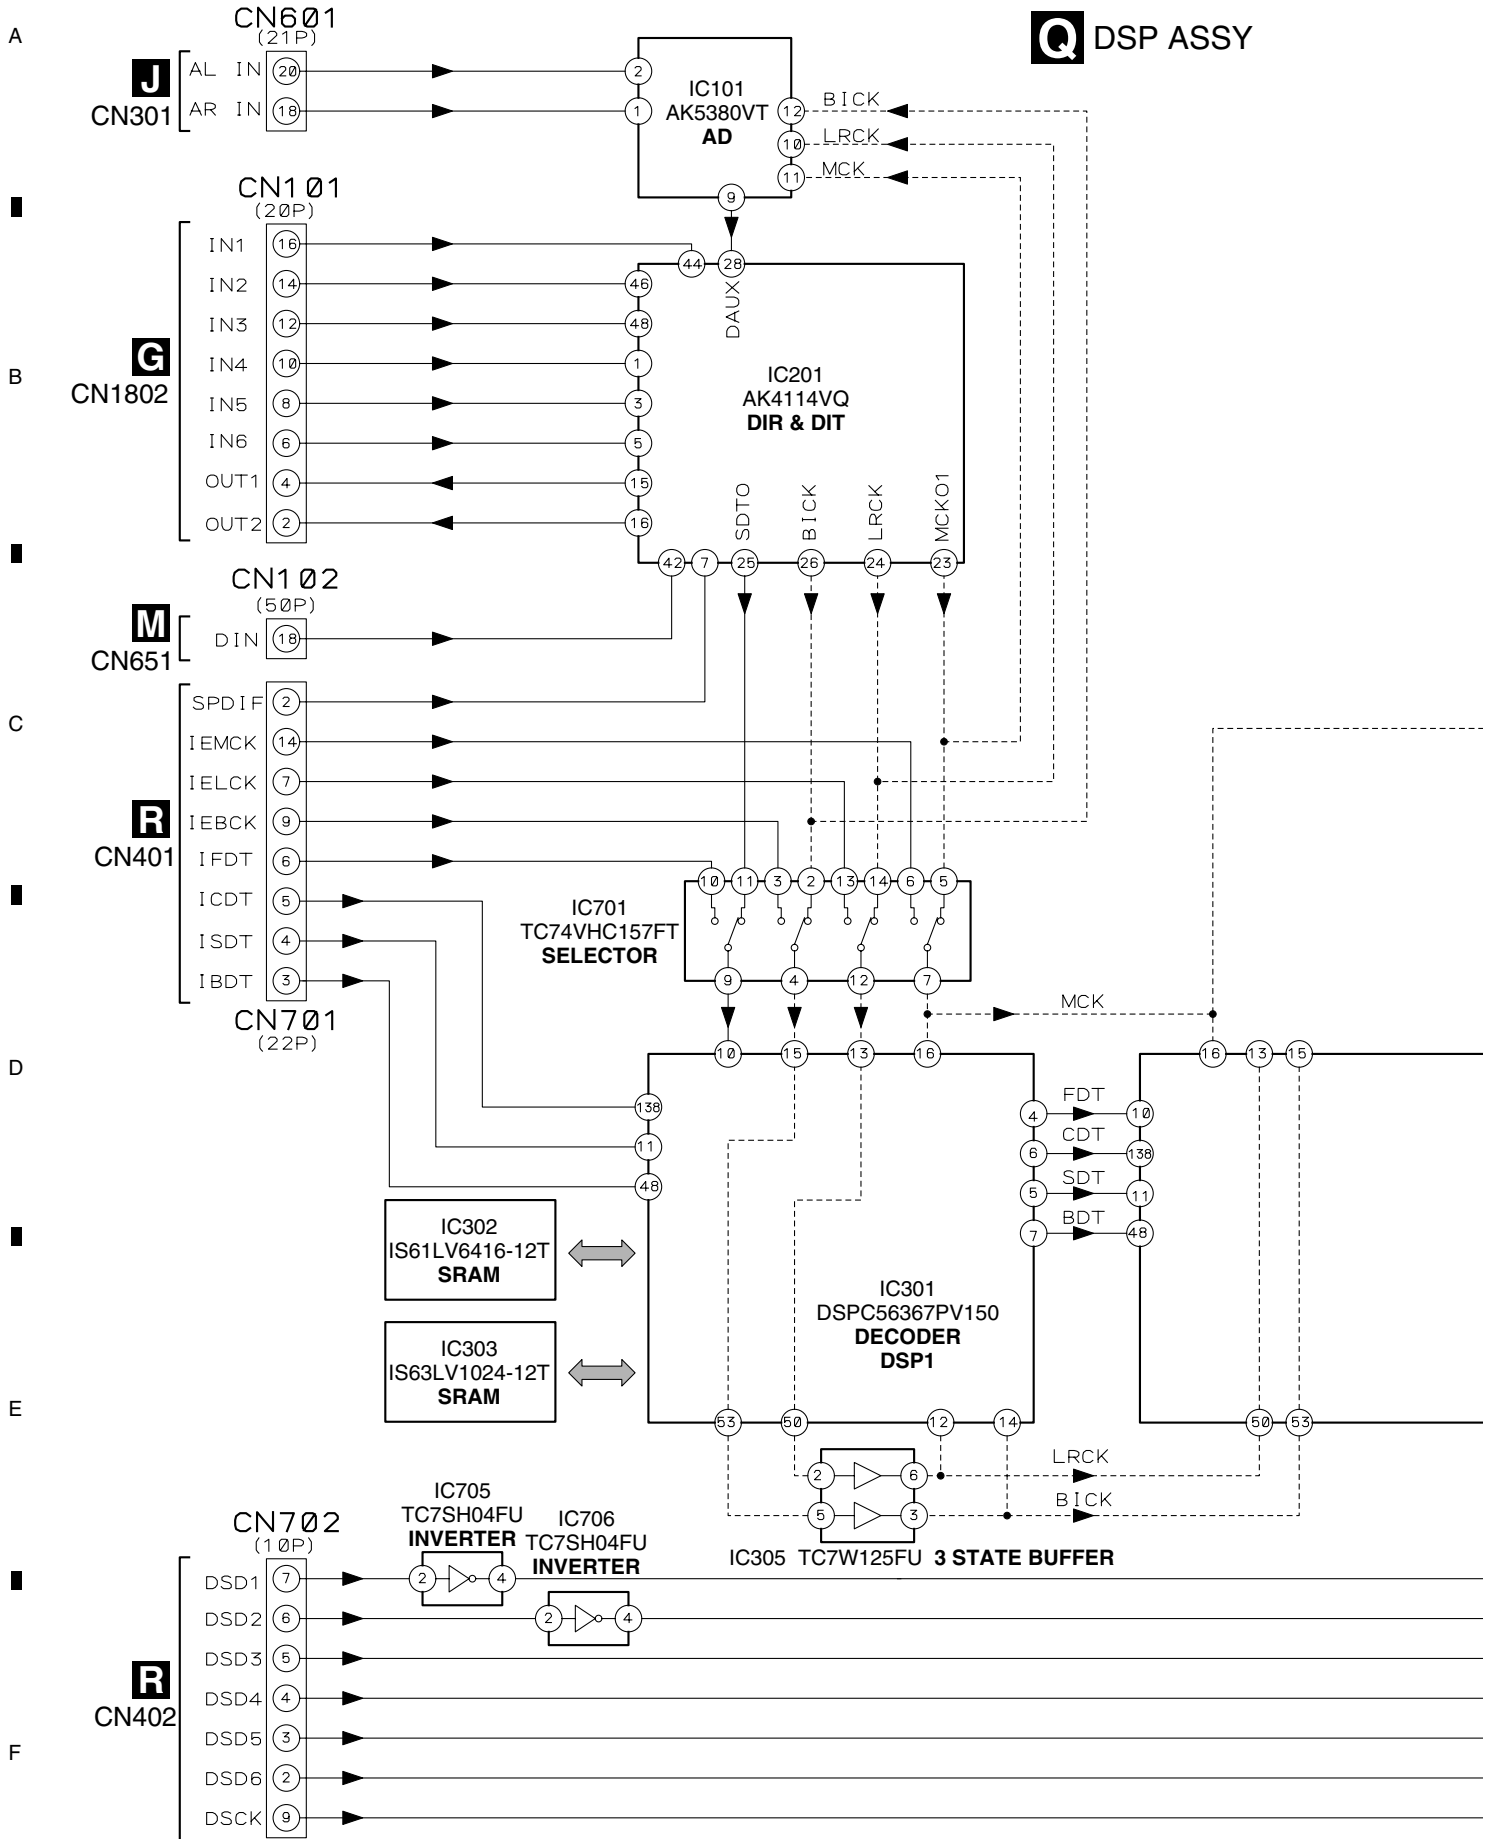 A
CN601
(21P)
Q DSP ASSY
J
CN301
AL IN 20
AR IN 18
2
1
IC101
AK5380VT
AD
12 BICK
10 LRCK
11 MCK
9
CN101
(20P)
G
CN1802
B
IN1 16
IN2 14
IN3 12
IN4 10
IN5 8
IN6 6
OUT1 4
OUT2 2
44 28
46
48
1
3
5
15
16
DAUX
IC201
AK4114VQ
DIR & DIT
SDTO BICK LRCK MCKO1
42 7 25 26 24 23
CN102
(50P)
M
CN651
DIN 18
C
R
CN401
SPDIF 2
IEMCK 14
IELCK 7
IEBCK 9
IFDT 6
ICDT 5
ISDT 4
IBDT 3
CN701
(22P)
10 11 3 2 13 14 6 5
IC701
TC74VHC157FT
SELECTOR
9 4 12 7
MCK
D
10 15 13 16
16 13 15
138
11
48
4 FDT 10
6 CDT 138
5 SDT 11
7 BDT 48
IC302
IS61LV6416-12T
SRAM
IC301
DSPC56367PV150
DECODER
DSP1
IC303
IS63LV1024-12T
SRAM
E
53 50 12 14
50 53
2 6 LRCK
5 3 BICK
IC305 TC7W125FU 3 STATE BUFFER
IC705
TC7SH04FU
INVERTER
IC706
TC7SH04FU
INVERTER
CN702
(10P)
R
CN402
DSD1 7
2 4
DSD2 6
2 4
DSD3 5
DSD4 4
DSD5 3
F
DSD6 2
DSCK 9